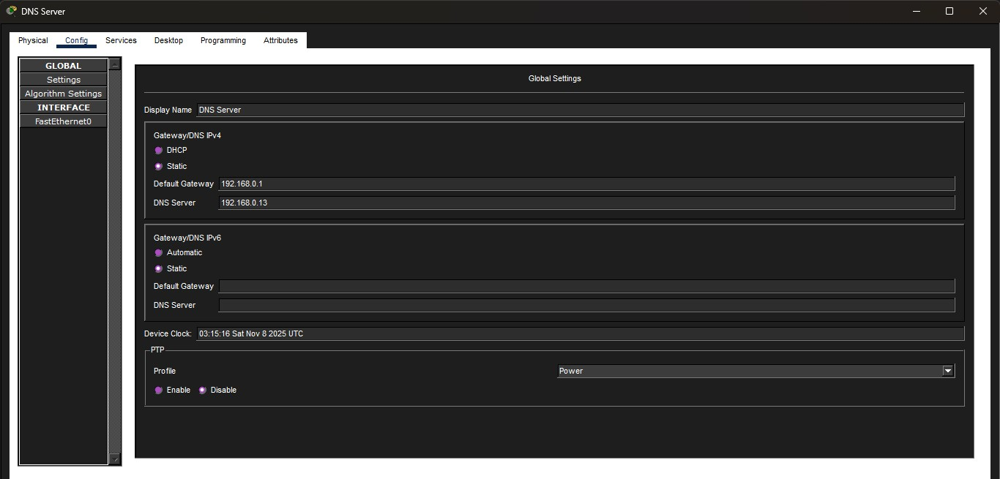 DNS Server
Physical Config Services Desktop Programming Attributes
GLOBAL
Settings
Algorithm Settings
INTERFACE
FastEthernet0
Global Settings
Display Name DNS Server
Gateway/DNS IPv4
DHCP
Static
Default Gateway 192.168.0.1
DNS Server 192.168.0.13
Gateway/DNS IPv6
Automatic
Static
Default Gateway
DNS Server
Device Clock: 03:15:16 Sat Nov 8 2025 UTC
PTP
Profile Power
Enable Disable